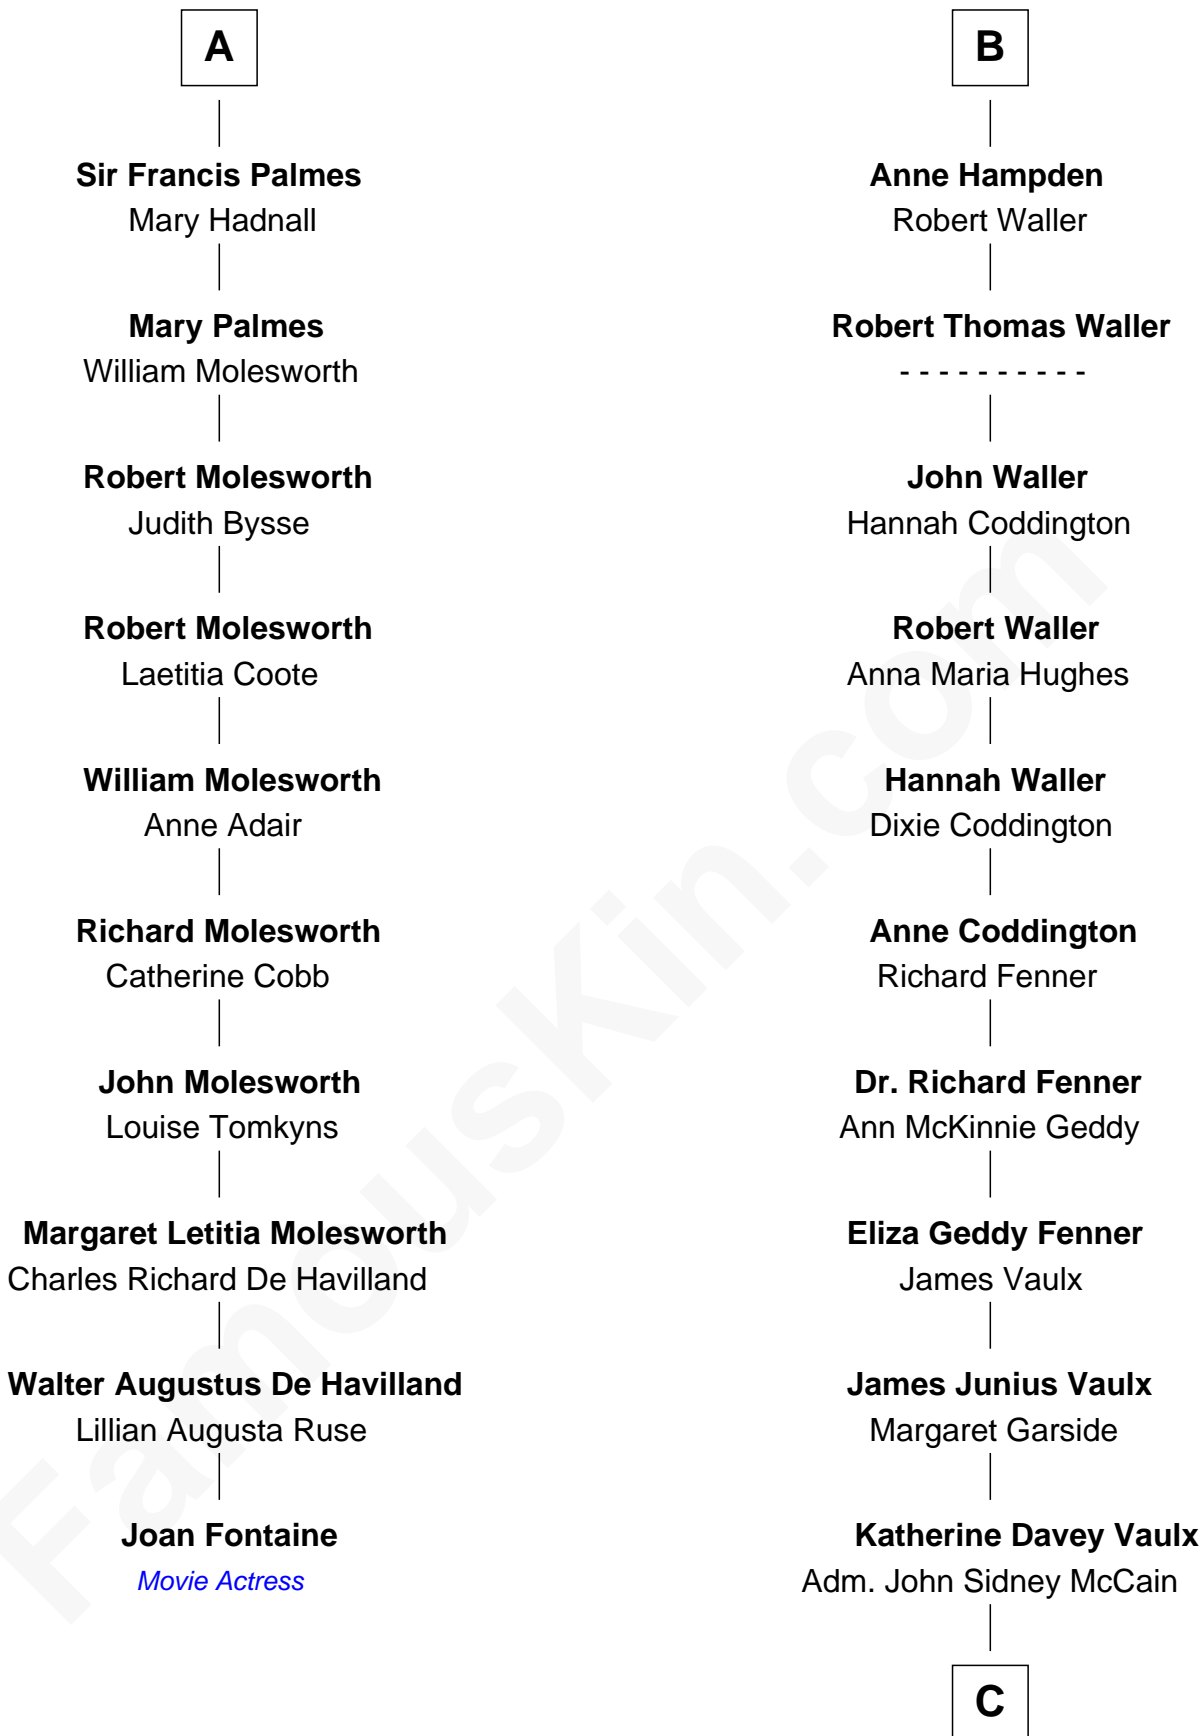 A
Sir Francis Palmes
Mary Hadnall
Mary Palmes
William Molesworth
Robert Molesworth
Judith Bysse
Robert Molesworth
Laetitia Coote
William Molesworth
Anne Adair
Richard Molesworth
Catherine Cobb
John Molesworth
Louise Tomkyns
Margaret Letitia Molesworth
Charles Richard De Havilland
Walter Augustus De Havilland
Lillian Augusta Ruse
Joan Fontaine
Movie Actress
B
Anne Hampden
Robert Waller
Robert Thomas Waller
- - - - - - - - - -
John Waller
Hannah Coddington
Robert Waller
Anna Maria Hughes
Hannah Waller
Dixie Coddington
Anne Coddington
Richard Fenner
Dr. Richard Fenner
Ann McKinnie Geddy
Eliza Geddy Fenner
James Vaulx
James Junius Vaulx
Margaret Garside
Katherine Davey Vaulx
Adm. John Sidney McCain
C
FamousKin.com